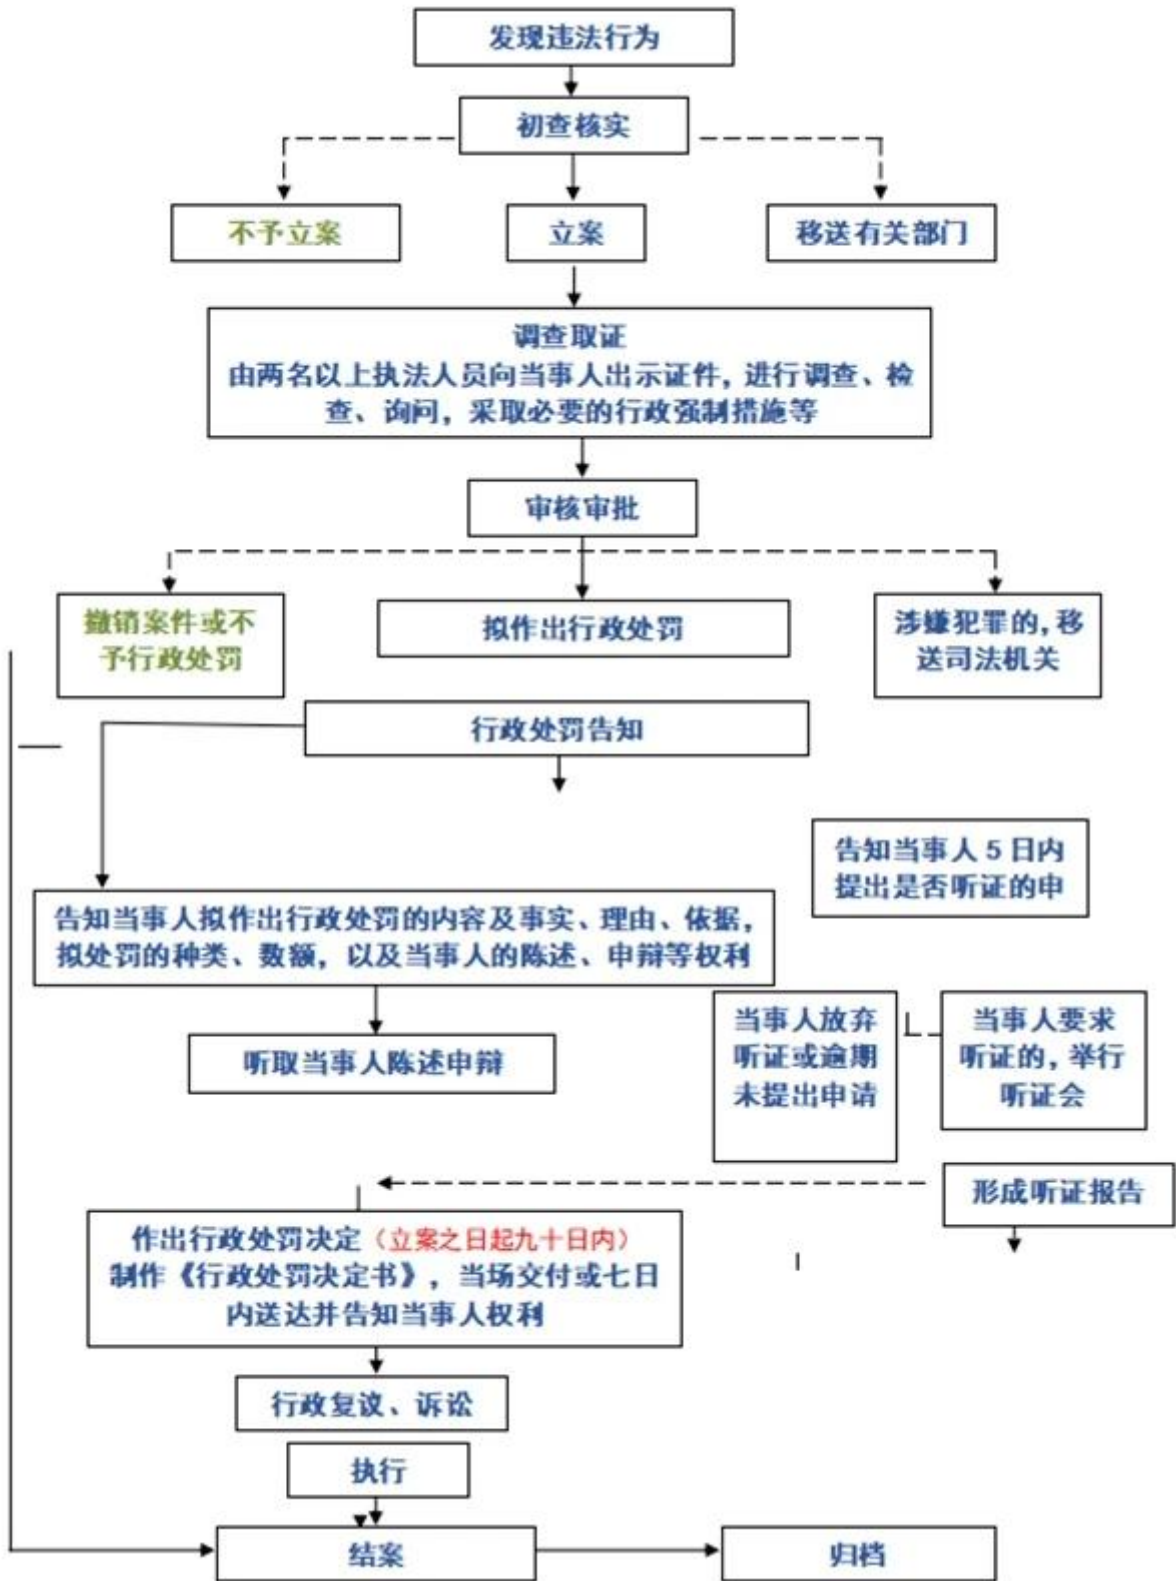 发现违法行为
初查核实
不予立案
立案
移送有关部门
调查取证
由两名以上执法人员向当事人出示证件，进行调查、检
查、询问，采取必要的行政强制措施等
审核审批
撤销案件或不
予行政处罚
拟作出行政处罚
涉嫌犯罪的，移
送司法机关
行政处罚告知
告知当事人 5 日内
提出是否听证的申
告知当事人拟作出行政处罚的内容及事实、理由、依据，
拟处罚的种类、数额，以及当事人的陈述、申辩等权利
听取当事人陈述申辩
当事人放弃
听证或逾期
未提出申请
当事人要求
听证的，举行
听证会
形成听证报告
作出行政处罚决定（立案之日起九十日内）
制作《行政处罚决定书》，当场交付或七日
内送达并告知当事人权利
行政复议、诉讼
执行
结案
归档